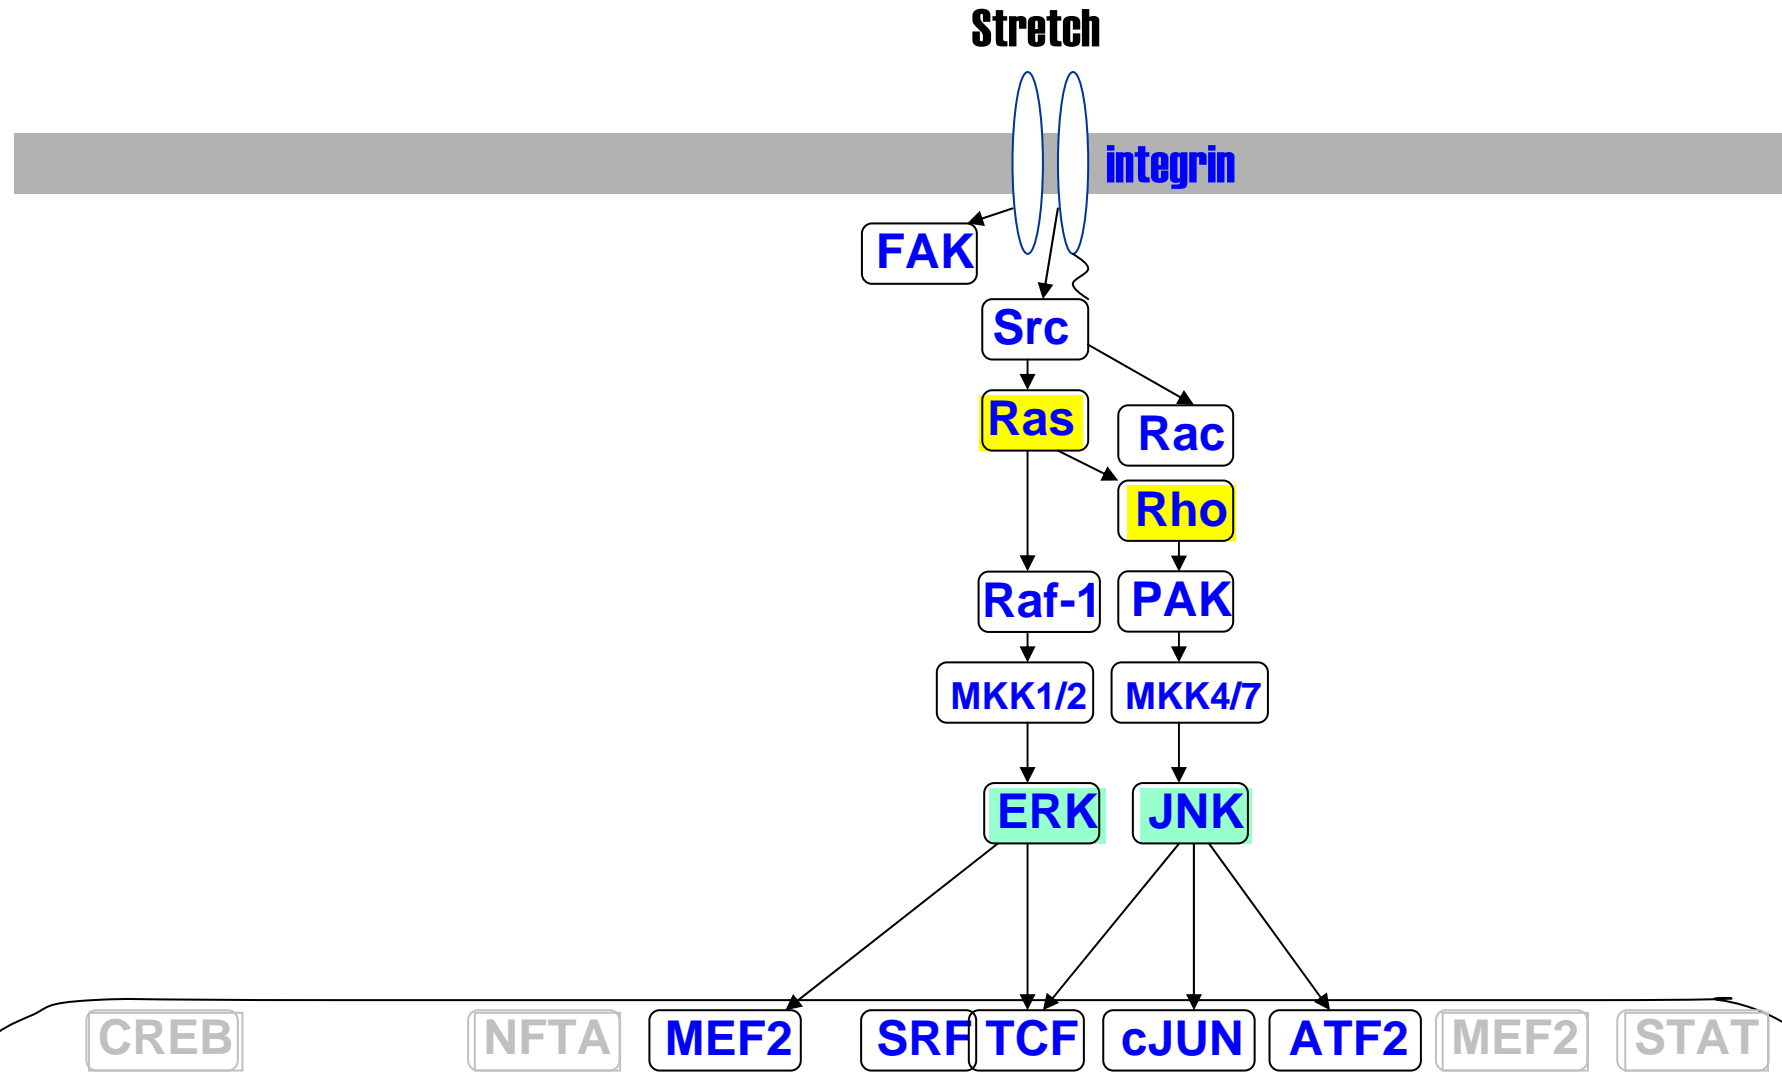 Stretch
integrin
FAK
Src
Ras
Rac
Rho
Raf-1
PAK
MKK1/2
MKK4/7
ERK
JNK
CREB
NFTA
MEF2
SRF
TCF
cJUN
ATF2
MEF2
STAT